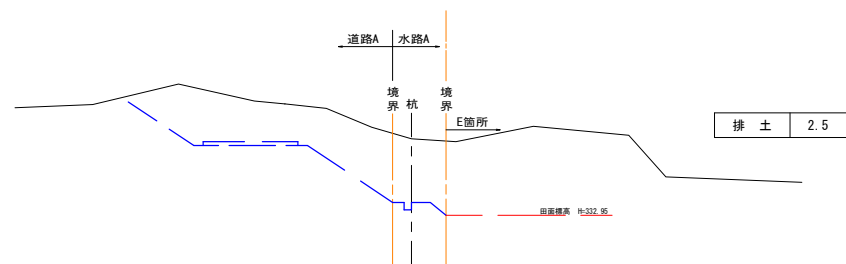 道路A 水路A
境界
杭
境界
E箇所
排 土 2.5
田面標高 H=332.95